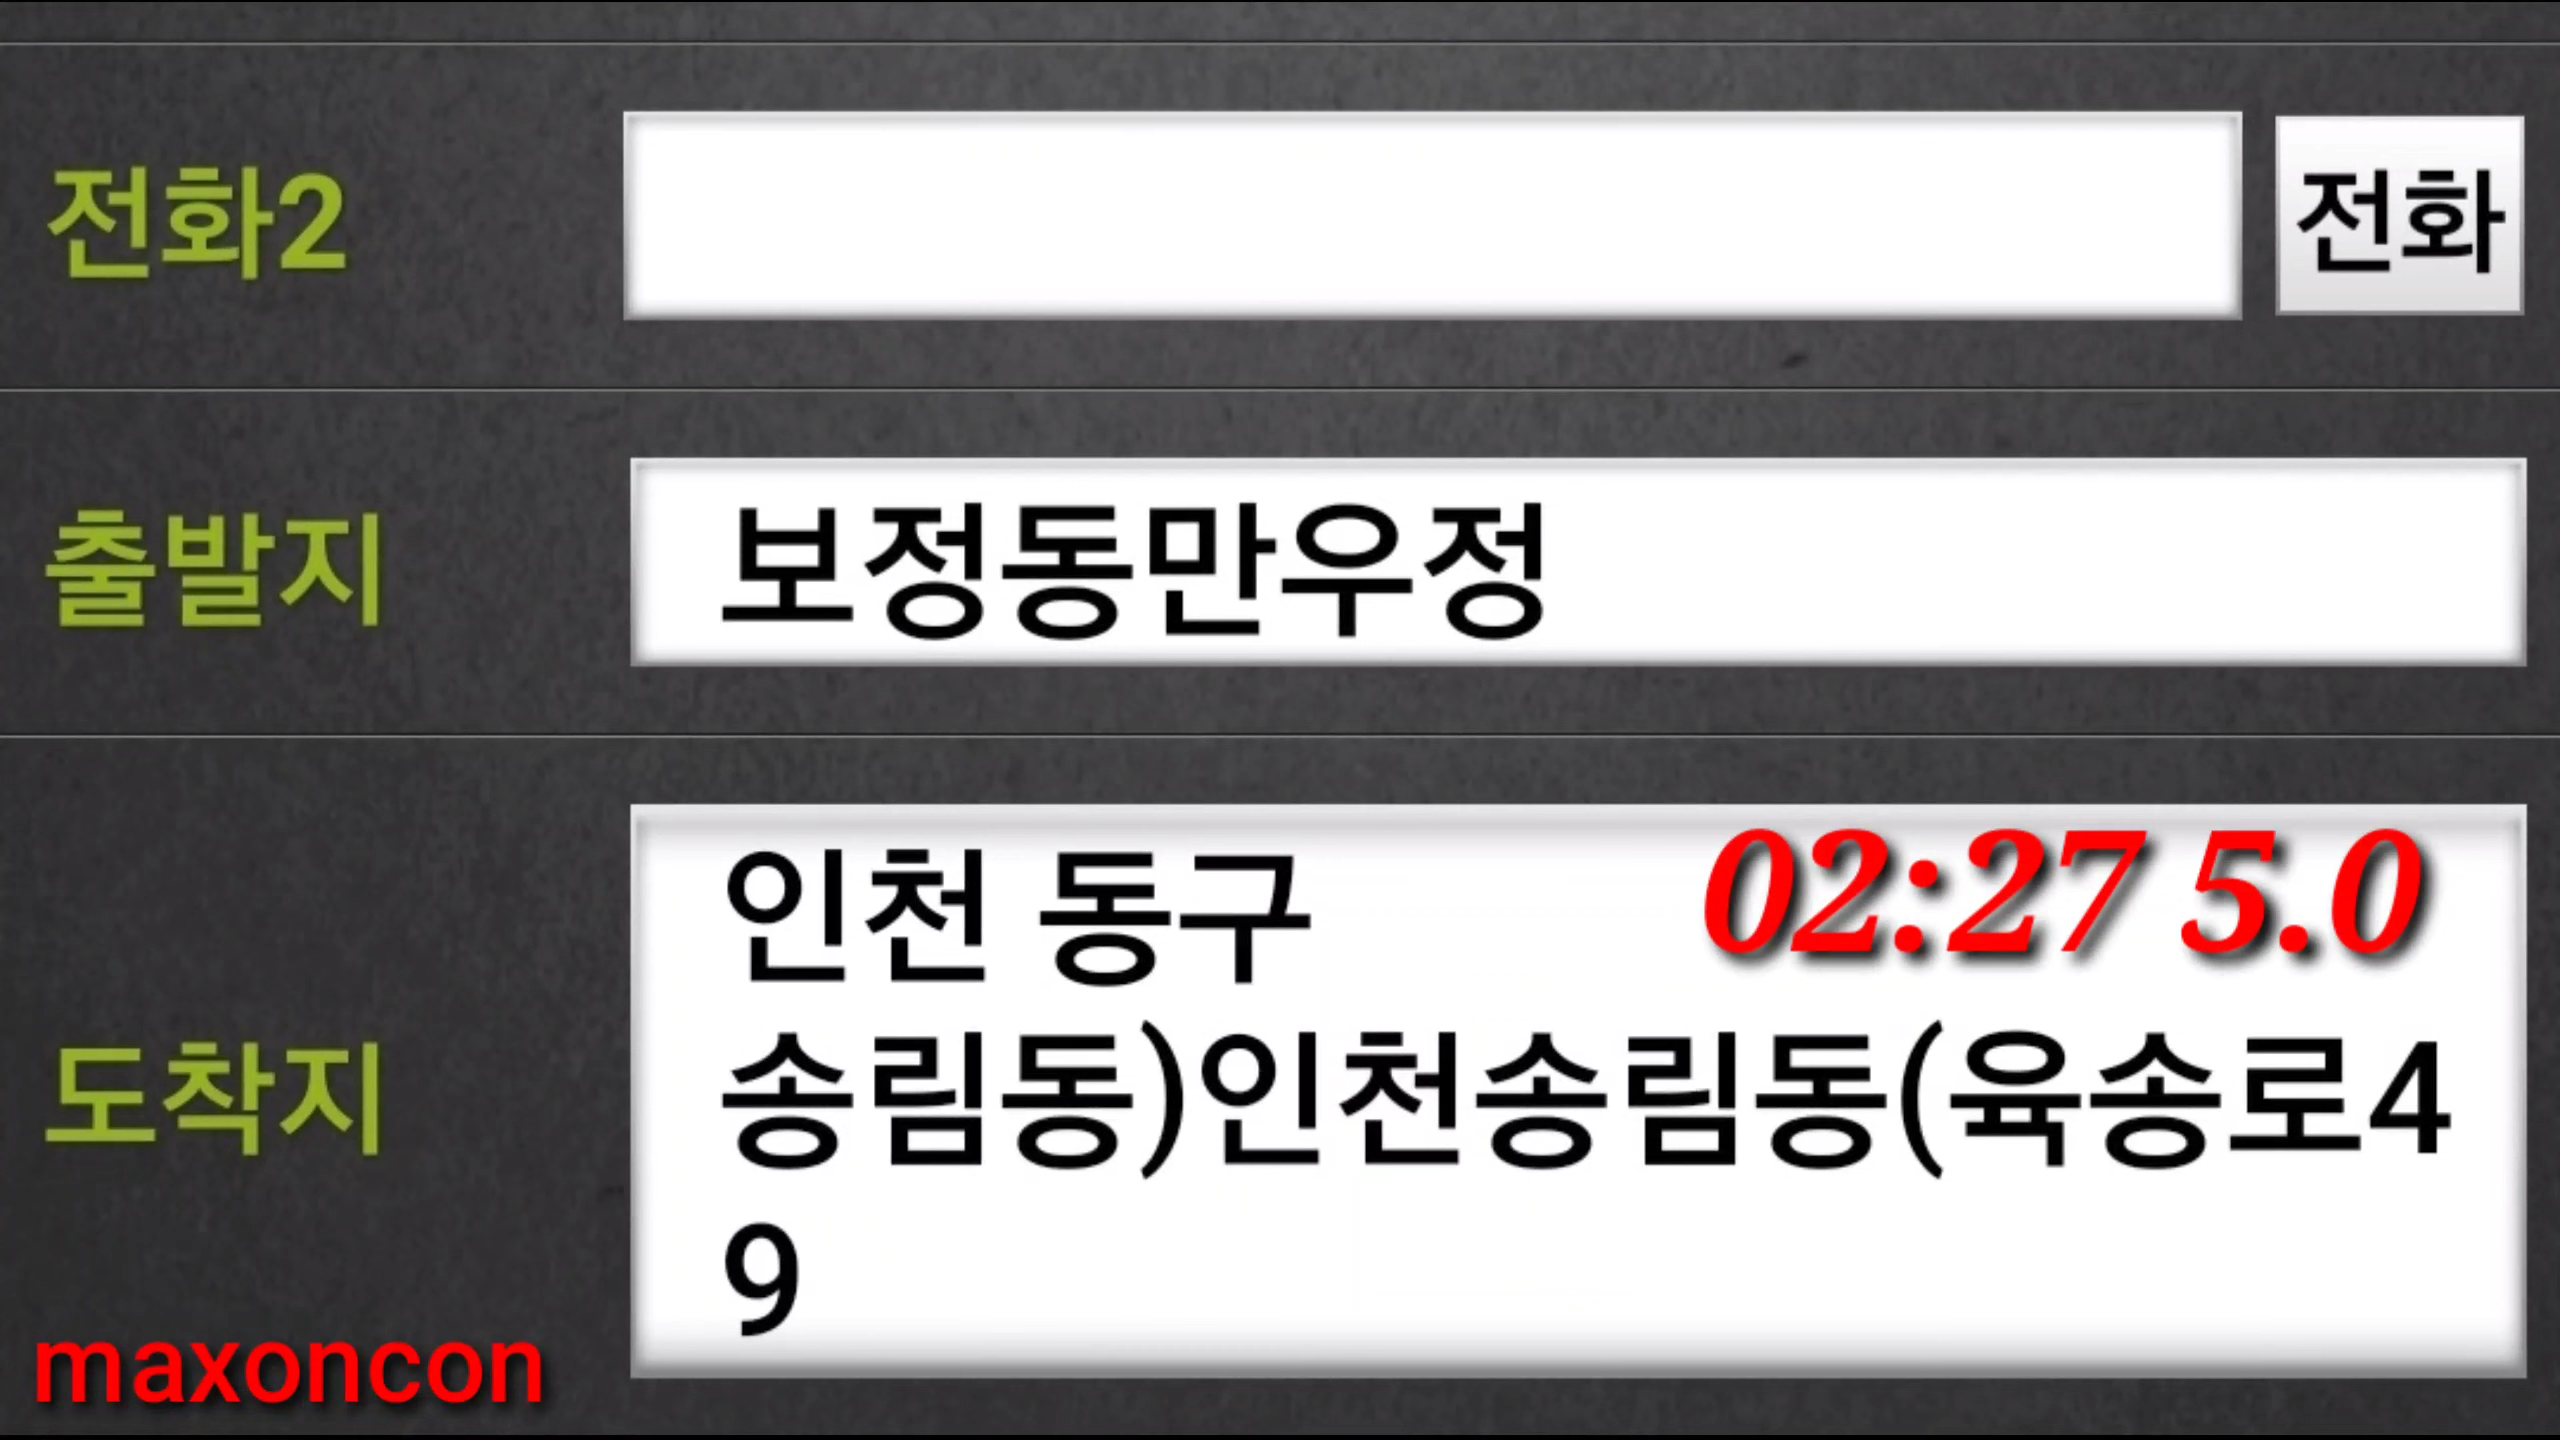 전화2
전화
출발지
보정동만우정
인천 동구
02:27 5.0
송림동)인천송림동(육송로4
9
도착지
maxoncon